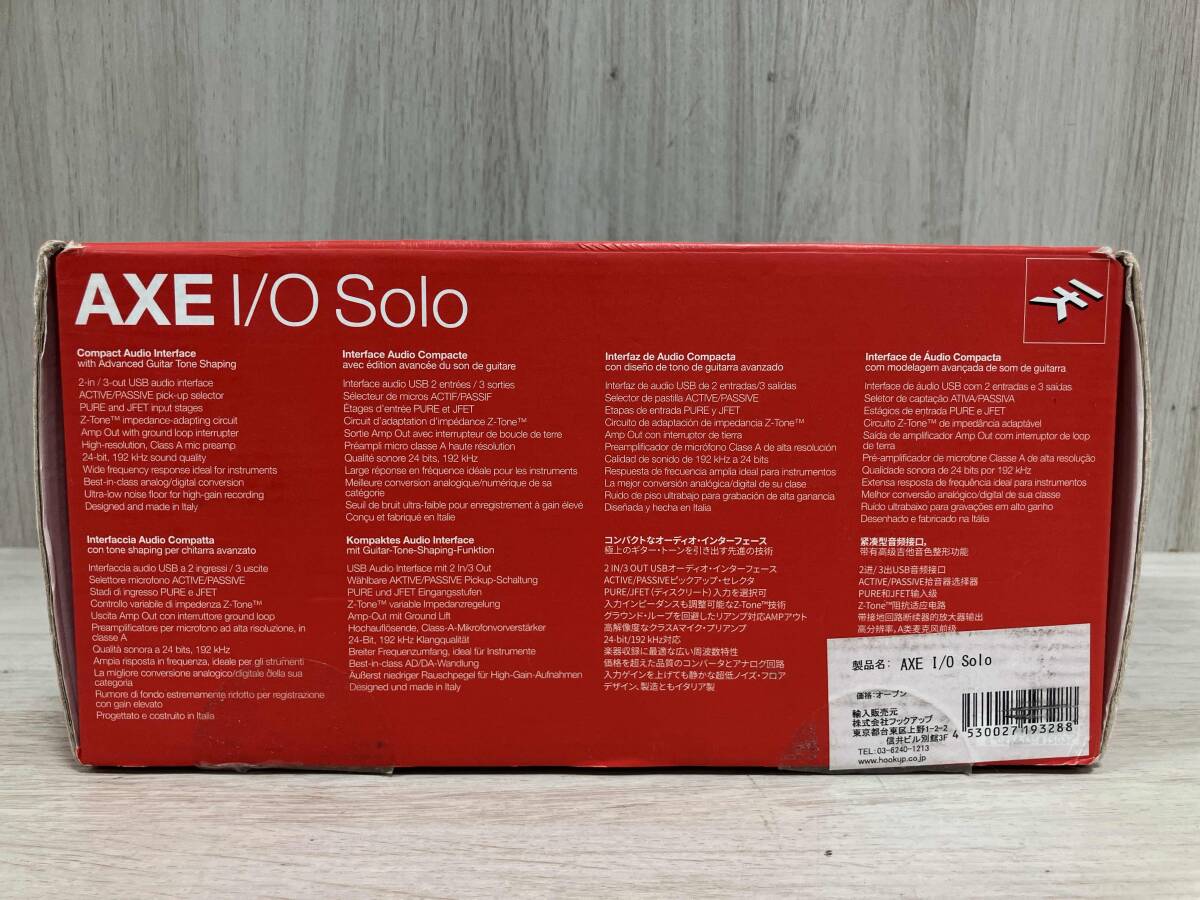 AXE I/O Solo
IK
Compact Audio Interface
with Advanced Guitar Tone Shaping
2-in / 3-out USB audio interface
ACTIVE/PASSIVE pick-up selector
PURE and JFET input stages
Z-Tone™ impedance-adapting circuit
Amp Out with ground loop interrupter
High-resolution, Class A mic preamp
24-bit, 192 kHz sound quality
Wide frequency response ideal for instruments
Best-in-class analog/digital conversion
Ultra-low noise floor for high-gain recording
Designed and made in Italy
Interface Audio Compacte
avec édition avancée du son de guitare
Interface audio USB 2 entrées / 3 sorties
Sélecteur de micros ACTIF/PASSIF
Étages d'entrée PURE et JFET
Circuit d'adaptation d'impédance Z-Tone™
Sortie Amp Out avec interrupteur de boucle de terre
Préampli micro classe A haute résolution
Qualité sonore 24 bits, 192 kHz
Large réponse en fréquence idéale pour les instruments
Meilleure conversion analogique/numérique de sa
catégorie
Seuil de bruit ultra-faible pour enregistrement à gain élevé
Conçu et fabriqué en Italie
Interfaz de Audio Compacta
con diseño de tono de guitarra avanzado
Interfaz de audio USB de 2 entradas/3 salidas
Selector de pastilla ACTIVE/PASSIVE
Etapas de entrada PURE y JFET
Circuito de adaptación de impedancia Z-Tone™
Amp Out con interruptor de tierra
Preamplificador de micrófono Clase A de alta resolución
Calidad de sonido de 192 kHz a 24 bits
Respuesta de frecuencia amplia ideal para instrumentos
La mejor conversión analógica/digital de su clase
Ruido de piso ultrabajo para grabación de alta ganancia
Diseñada y hecha en Italia
Interface de Áudio Compacta
com modelagem avançada de som de guitarra
Interface de áudio USB com 2 entradas e 3 saídas
Seletor de captação ATIVA/PASSIVA
Estágios de entrada PURE e JFET
Circuito Z-Tone™ de impedância adaptável
Saída de amplificador Amp Out com interruptor de loop
de terra
Pré-amplificador de microfone Classe A de alta resolução
Qualidade sonora de 24 bits por 192 kHz
Extensa resposta de frequência ideal para instrumentos
Melhor conversão analógico/digital de sua classe
Ruído ultrabaixo para gravações em alto ganho
Desenhado e fabricado na Itália
Interfaccia Audio Compatta
con tone shaping per chitarra avanzato
Interfaccia audio USB a 2 ingressi / 3 uscite
Selettore microfono ACTIVE/PASSIVE
Stadi di ingresso PURE e JFET
Controllo variabile di impedenza Z-Tone™
Uscita Amp Out con interruttore ground loop
Preamplificatore per microfono ad alta risoluzione, in
classe A
Qualità sonora a 24 bits, 192 kHz
Ampia risposta in frequenza, ideale per gli strumenti
La migliore conversione analogico/digitale della sua
categoria
Rumore di fondo estremamente ridotto per registrazione
con gain elevato
Progettato e costruito in Italia
Kompaktes Audio Interface
mit Guitar-Tone-Shaping-Funktion
USB Audio Interface mit 2 In/3 Out
Wählbare AKTIVE/PASSIVE Pickup-Schaltung
PURE und JFET Eingangsstufen
Z-Tone™ variable Impedanzregelung
Amp-Out mit Ground Lift
Hochauflösende, Class-A-Mikrofonvorverstärker
24-Bit, 192 kHz Klangqualität
Breiter Frequenzumfang, ideal für Instrumente
Best-in-class AD/DA-Wandlung
Äußerst niedriger Rauschpegel für High-Gain-Aufnahmen
Designed und made in Italy
コンパクトなオーディオ・インターフェース
極上のギター・トーンを引き出す先進の技術
2 IN/3 OUT USBオーディオ・インターフェース
ACTIVE/PASSIVEピックアップ・セレクタ
PURE/JFET（ディスクリート）入力を選択可
入力インピーダンスも調整可能なZ-Tone™技術
グラウンド・ループを回避したリアンプ対応AMPアウト
高解像度なクラスAマイク・プリアンプ
24-bit/192 kHz対応
楽器収録に最適な広い周波数特性
価格を超えた品質のコンバータとアナログ回路
入力ゲインを上げても静かな超低ノイズ・フロア
デザイン、製造ともイタリア製
紧凑型音频接口,
带有高级吉他音色整形功能
2进/ 3出USB音频接口
ACTIVE/PASSIVE拾音器选择器
PURE和JFET输入级
Z-Tone™阻抗适应电路
带接地回路断续器的放大器输出
高分辨率, A类麦克风前级
製品名: AXE I/O Solo
価格:オープン
輸入販売元
株式会社フックアップ
東京都台東区上野1-2-2
信井ビル別館3F
TEL:03-6240-1213
www.hookup.co.jp
4 530027 193288